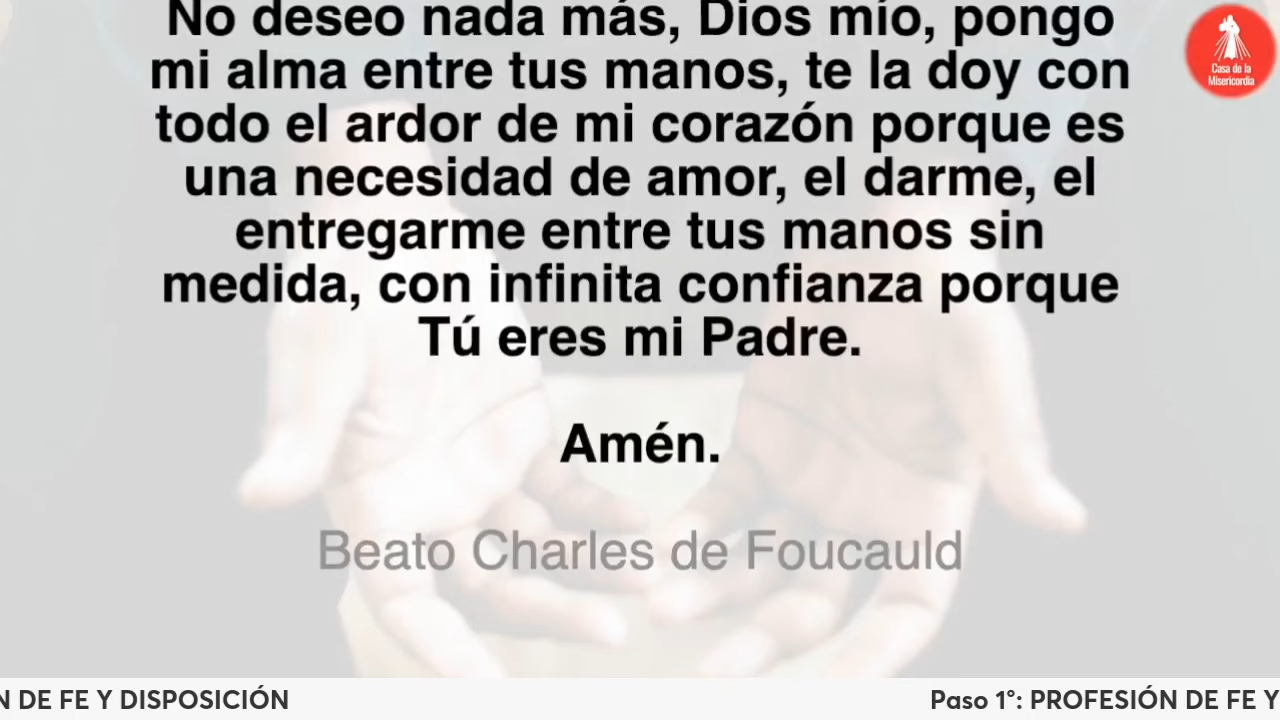 No deseo nada más, Dios mío, pongo
mi alma entre tus manos, te la doy con
todo el ardor de mi corazón porque es
una necesidad de amor, el darme, el
entregarme entre tus manos sin
medida, con infinita confianza porque
Tú eres mi Padre.
Amén.
Beato Charles de Foucauld
Casa de la
Misericordia
N DE FE Y DISPOSICIÓN
Paso 1°: PROFESIÓN DE FE Y